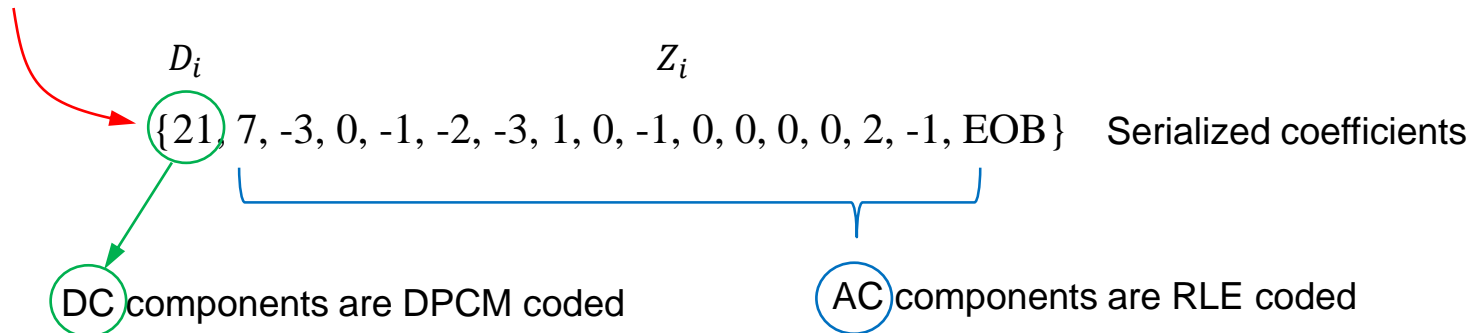 D_i Z_i
{21, 7, -3, 0, -1, -2, -3, 1, 0, -1, 0, 0, 0, 0, 2, -1, EOB} Serialized coefficients
DC components are DPCM coded AC components are RLE coded